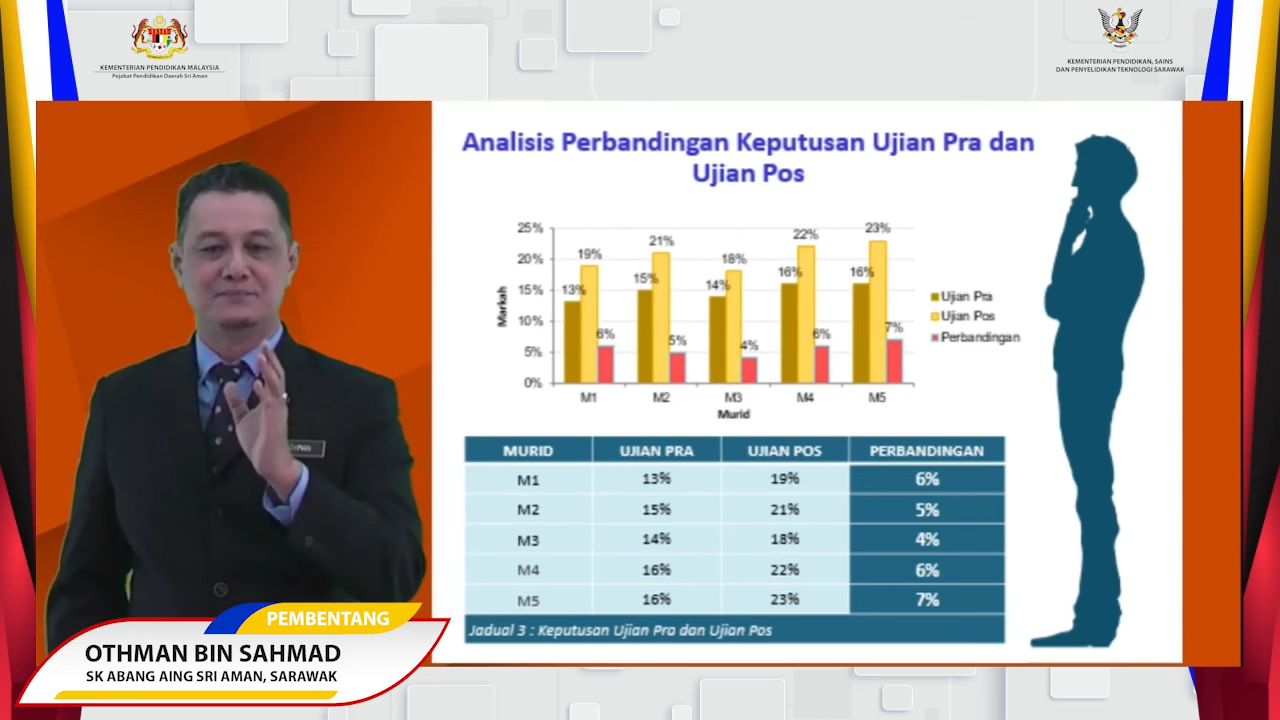 KEMENTERIAN PENDIDIKAN MALAYSIA
Pejabat Pendidikan Daerah Sri Aman
KEMENTERIAN PENDIDIKAN, SAINS
DAN PENYELIDIKAN TEKNOLOGI SARAWAK
Analisis Perbandingan Keputusan Ujian Pra dan
Ujian Pos
25%
20%
15%
10%
5%
0%
Markah
13%
19%
6%
15%
21%
5%
14%
18%
4%
16%
22%
6%
16%
23%
7%
M1 M2 M3 M4 M5
Murid
Ujian Pra
Ujian Pos
Perbandingan
MURID UJIAN PRA UJIAN POS PERBANDINGAN
M1 13% 19% 6%
M2 15% 21% 5%
M3 14% 18% 4%
M4 16% 22% 6%
M5 16% 23% 7%
Jadual 3 : Keputusan Ujian Pra dan Ujian Pos
PEMBENTANG
OTHMAN BIN SAHMAD
SK ABANG AING SRI AMAN, SARAWAK